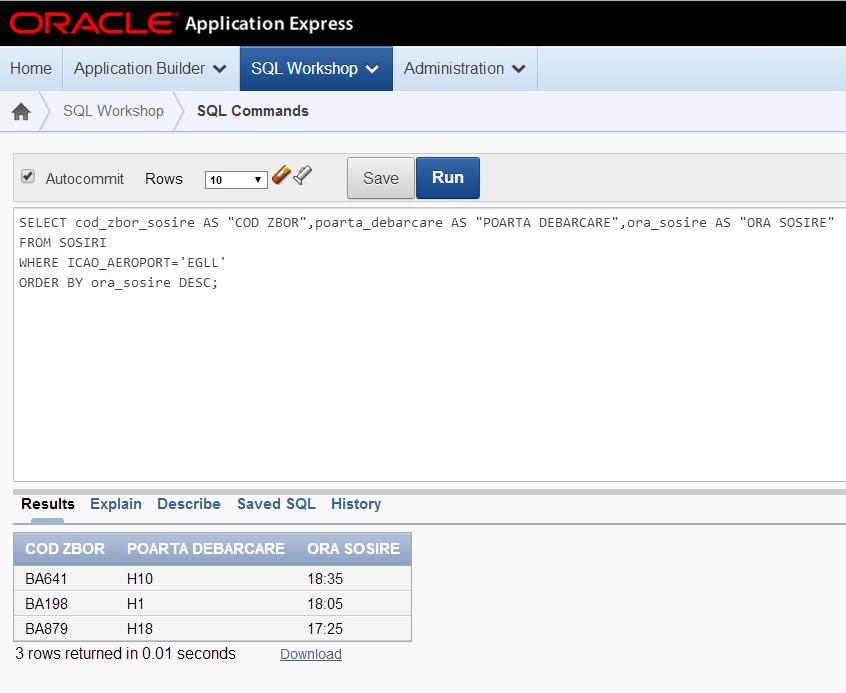 ORACLE® Application Express
Home Application Builder SQL Workshop Administration
SQL Workshop SQL Commands
Autocommit Rows 10 Save Run
SELECT cod_zbor_sosire AS "COD ZBOR",poarta_debarcare AS "POARTA DEBARCARE",ora_sosire AS "ORA SOSIRE"
FROM SOSIRI
WHERE ICAO_AEROPORT='EGLL'
ORDER BY ora_sosire DESC;
Results Explain Describe Saved SQL History
COD ZBOR POARTA DEBARCARE ORA SOSIRE
BA641 H10 18:35
BA198 H1 18:05
BA879 H18 17:25
3 rows returned in 0.01 seconds Download